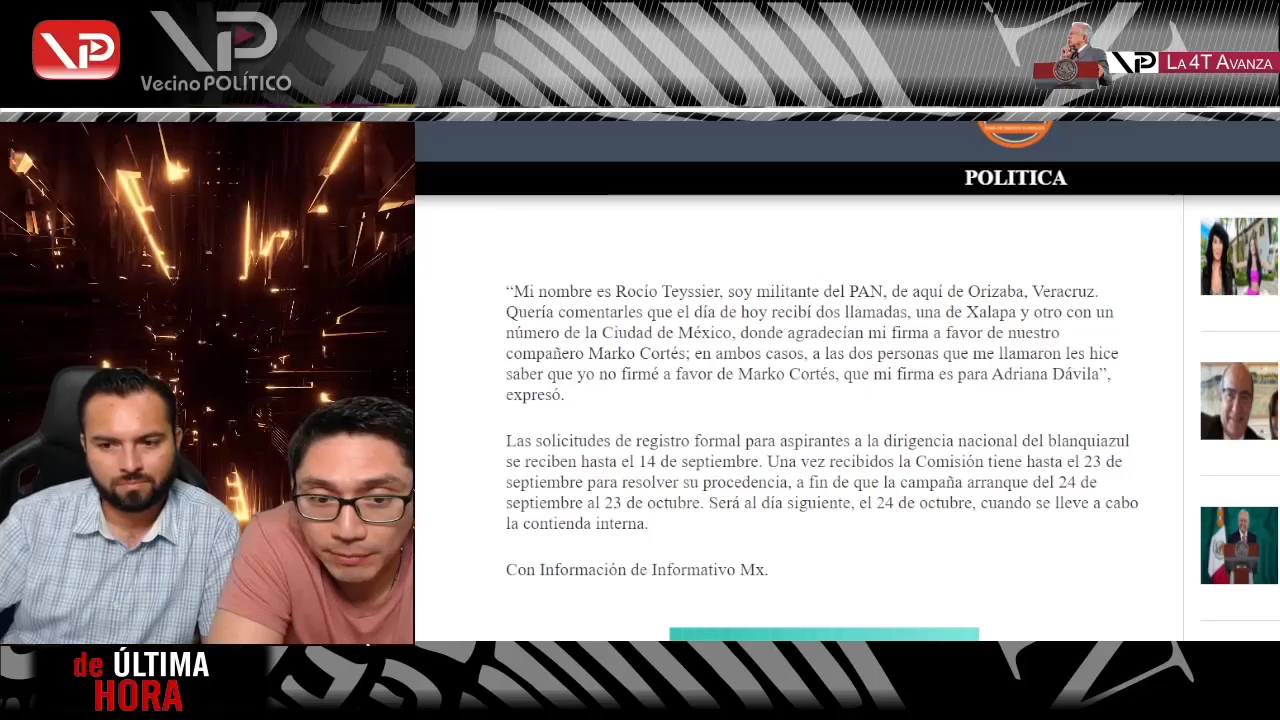 VP
VP
Vecino POLÍTICO
VP LA 4T AVANZA
POLITICA
“Mi nombre es Rocío Teyssier, soy militante del PAN, de aquí de Orizaba, Veracruz.
Quería comentarles que el día de hoy recibí dos llamadas, una de Xalapa y otro con un
número de la Ciudad de México, donde agradecían mi firma a favor de nuestro
compañero Marko Cortés; en ambos casos, a las dos personas que me llamaron les hice
saber que yo no firmé a favor de Marko Cortés, que mi firma es para Adriana Dávila”,
expresó.
Las solicitudes de registro formal para aspirantes a la dirigencia nacional del blanquiazul
se reciben hasta el 14 de septiembre. Una vez recibidos la Comisión tiene hasta el 23 de
septiembre para resolver su procedencia, a fin de que la campaña arranque del 24 de
septiembre al 23 de octubre. Será al día siguiente, el 24 de octubre, cuando se lleve a cabo
la contienda interna.
Con Información de Informativo Mx.
de ÚLTIMA
HORA